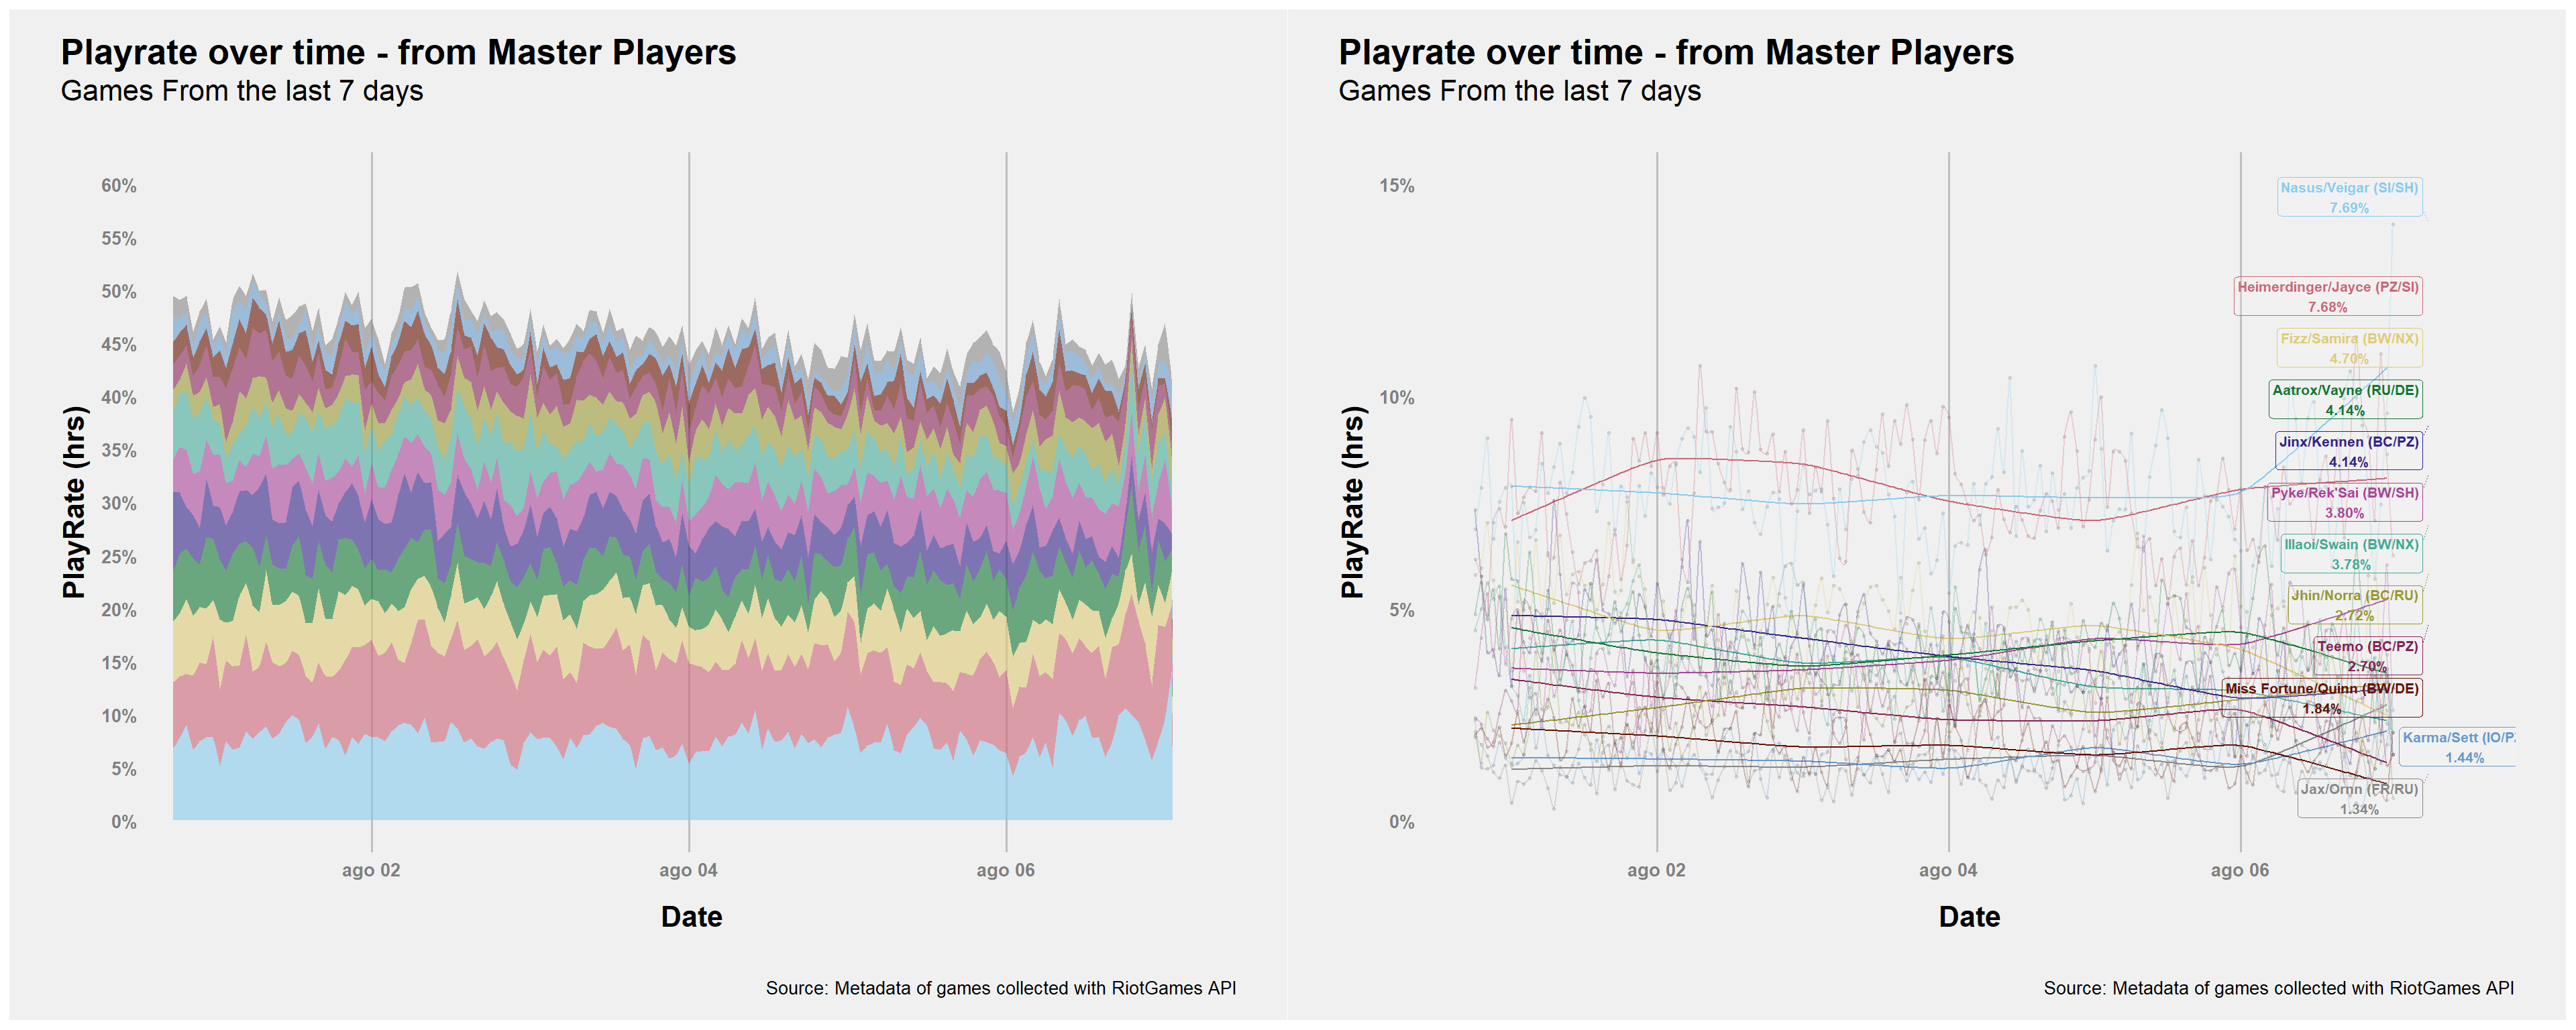 Playrate over time - from Master Players
Games From the last 7 days
60%
55%
50%
45%
40%
35%
30%
25%
20%
15%
10%
5%
0%
PlayRate (hrs)
ago 02
ago 04
ago 06
Date
Source: Metadata of games collected with RiotGames API
Playrate over time - from Master Players
Games From the last 7 days
15%
10%
5%
0%
PlayRate (hrs)
Nasus/Veigar (SI/SH)
7.69%
Heimerdinger/Jayce (PZ/SI)
7.68%
Fizz/Samira (BW/NX)
4.70%
Aatrox/Vayne (RU/DE)
4.14%
Jinx/Kennen (BC/PZ)
4.14%
Pyke/Rek'Sai (BW/SH)
3.80%
Illaoi/Swain (BW/NX)
3.78%
Jhin/Norra (BC/RU)
2.72%
Teemo (BC/PZ)
2.70%
Miss Fortune/Quinn (BW/DE)
1.84%
Karma/Sett (IO/PZ
1.44%
Jax/Ornn (FR/RU)
1.34%
ago 02
ago 04
ago 06
Date
Source: Metadata of games collected with RiotGames API